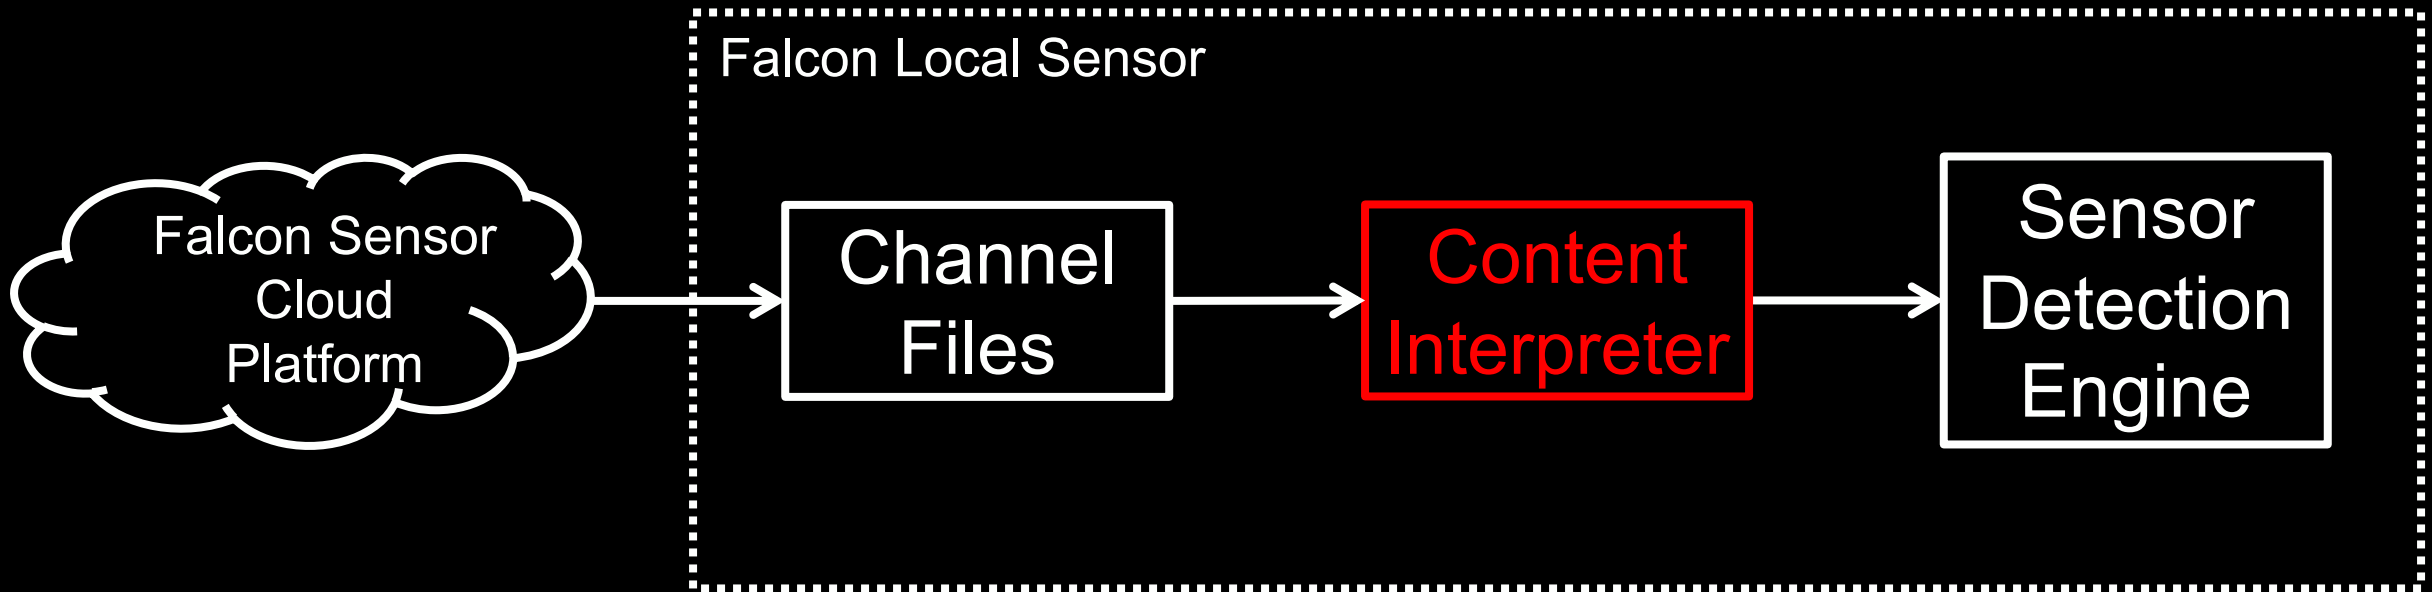 Falcon Local Sensor
Falcon Sensor
Cloud
Platform
Channel
Files
Content
Interpreter
Sensor
Detection
Engine